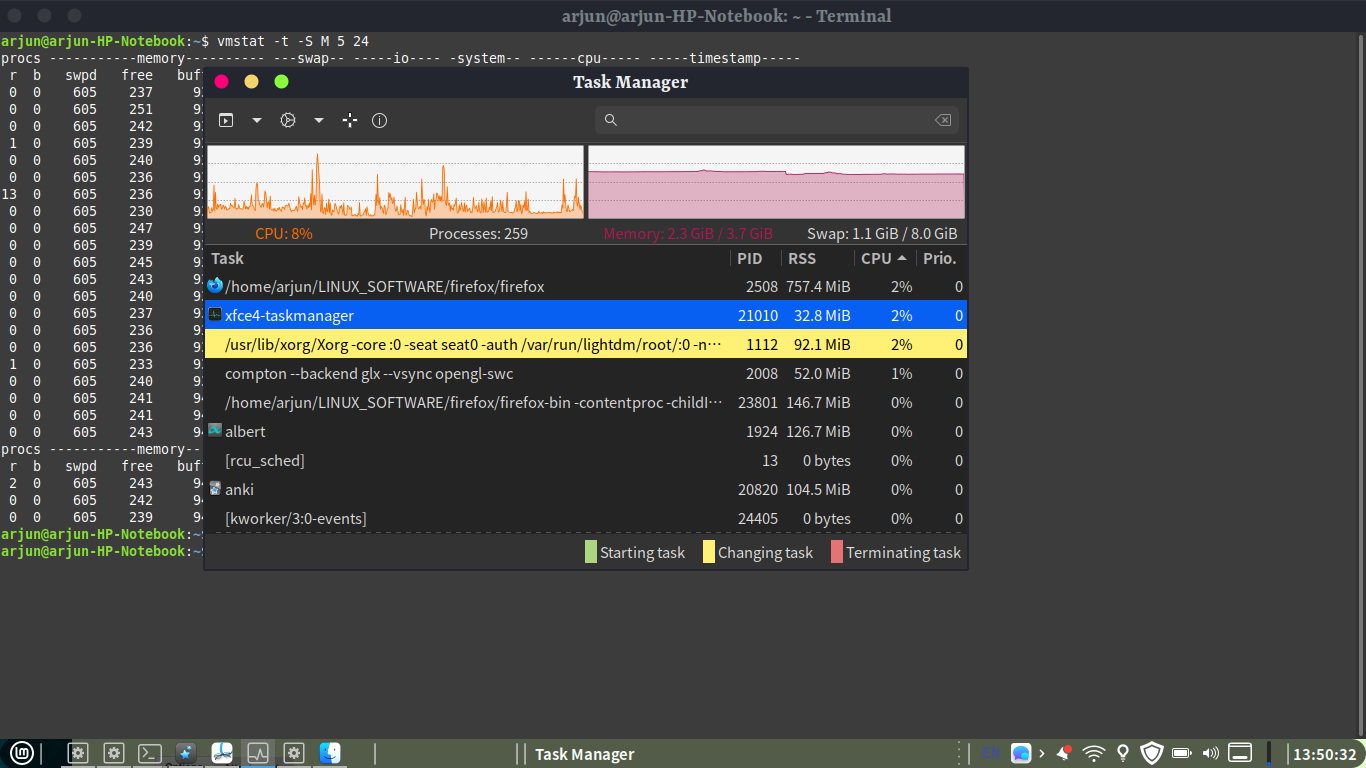 arjun@arjun-HP-Notebook: ~ - Terminal
arjun@arjun-HP-Notebook:~$ vmstat -t -S M 5 24
procs -----------memory---------- ---swap-- -----io---- -system-- ------cpu----- -----timestamp-----
r b swpd free buf
0 0 605 237 9
0 0 605 251 9
0 0 605 242 9
1 0 605 239 9
0 0 605 240 9
0 0 605 236 9
13 0 605 236 9
0 0 605 230 9
0 0 605 247 9
0 0 605 239 9
0 0 605 245 9
0 0 605 243 9
0 0 605 240 9
0 0 605 237 9
0 0 605 236 9
0 0 605 236 9
1 0 605 233 9
0 0 605 240 9
0 0 605 241 94
0 0 605 241 94
0 0 605 243 94
procs -----------memory--
r b swpd free buf
2 0 605 243 94
0 0 605 242 94
0 0 605 239 94
arjun@arjun-HP-Notebook:~$
arjun@arjun-HP-Notebook:~$
Task Manager
CPU: 8% Processes: 259 Memory: 2.3 GiB / 3.7 GiB Swap: 1.1 GiB / 8.0 GiB
Task PID RSS CPU Prio.
/home/arjun/LINUX_SOFTWARE/firefox/firefox 2508 757.4 MiB 2% 0
xfce4-taskmanager 21010 32.8 MiB 2% 0
/usr/lib/xorg/Xorg -core :0 -seat seat0 -auth /var/run/lightdm/root/:0 -n… 1112 92.1 MiB 2% 0
compton --backend glx --vsync opengl-swc 2008 52.0 MiB 1% 0
/home/arjun/LINUX_SOFTWARE/firefox/firefox-bin -contentproc -childI… 23801 146.7 MiB 0% 0
albert 1924 126.7 MiB 0% 0
[rcu_sched] 13 0 bytes 0% 0
anki 20820 104.5 MiB 0% 0
[kworker/3:0-events] 24405 0 bytes 0% 0
Starting task Changing task Terminating task
Task Manager EN 13:50:32